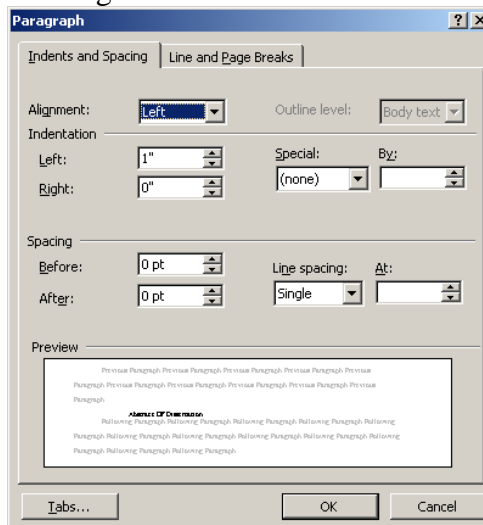 Paragraph
Indents and Spacing Line and Page Breaks
Alignment: Left Outline level: Body text
Indentation
Left: 1" Special: By:
Right: 0" (none)
Spacing
Before: 0 pt Line spacing: At:
After: 0 pt Single
Preview
Previous Paragraph Previous Paragraph Previous Paragraph Previous Paragraph Previous
Paragraph Previous Paragraph Previous Paragraph Previous Paragraph Previous Paragraph Previous
Paragraph
Abstract Of Dissertation
Following Paragraph Following Paragraph Following Paragraph Following Paragraph Following
Paragraph Following Paragraph Following Paragraph Following Paragraph Following Paragraph Following
Paragraph Following Paragraph Following Paragraph
Tabs... OK Cancel